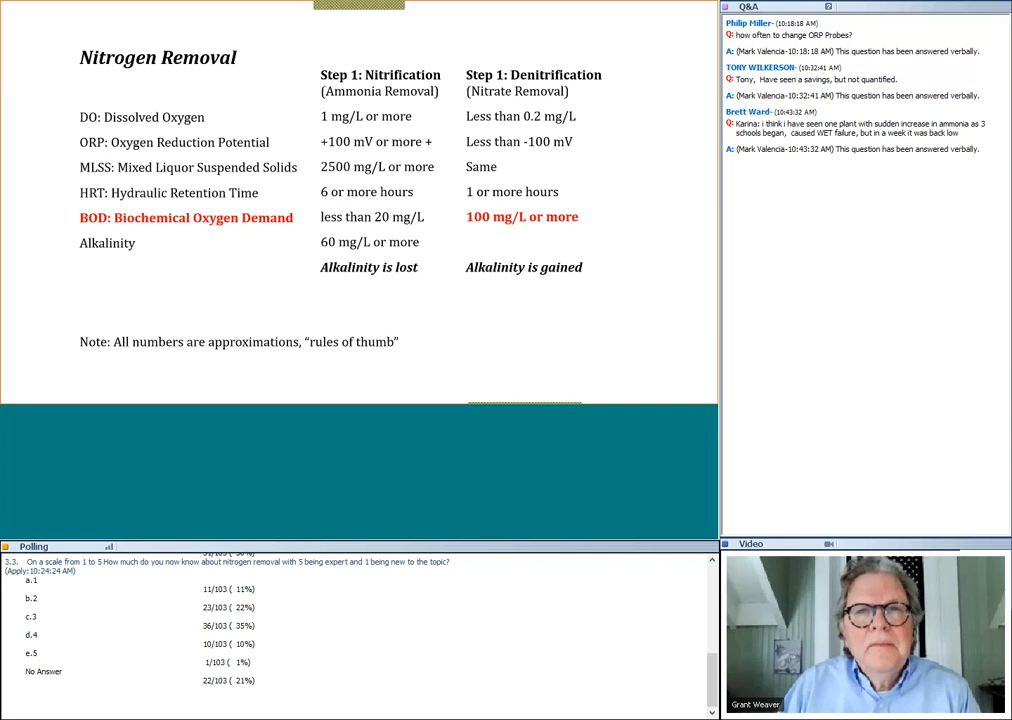 Nitrogen Removal
Step 1: Nitrification Step 1: Denitrification
(Ammonia Removal) (Nitrate Removal)
DO: Dissolved Oxygen 1 mg/L or more Less than 0.2 mg/L
ORP: Oxygen Reduction Potential +100 mV or more + Less than -100 mV
MLSS: Mixed Liquor Suspended Solids 2500 mg/L or more Same
HRT: Hydraulic Retention Time 6 or more hours 1 or more hours
BOD: Biochemical Oxygen Demand less than 20 mg/L 100 mg/L or more
Alkalinity 60 mg/L or more
Alkalinity is lost Alkalinity is gained
Note: All numbers are approximations, “rules of thumb”
Q&A
Philip Miller- (10:18:18 AM)
Q: how often to change ORP Probes?
A: (Mark Valencia-10:18:18 AM) This question has been answered verbally.
TONY WILKERSON- (10:32:41 AM)
Q: Tony, Have seen a savings, but not quantified.
A: (Mark Valencia-10:32:41 AM) This question has been answered verbally.
Brett Ward- (10:43:32 AM)
Q: Karina: i think i have seen one plant with sudden increase in ammonia as 3
schools began, caused WET failure, but in a week it was back low
A: (Mark Valencia-10:43:32 AM) This question has been answered verbally.
Polling
3.3. On a scale from 1 to 5 How much do you now know about nitrogen removal with 5 being expert and 1 being new to the topic?
(Apply:10:24:24 AM)
a.1
11/103 ( 11%)
b.2
23/103 ( 22%)
c.3
36/103 ( 35%)
d.4
10/103 ( 10%)
e.5
1/103 ( 1%)
No Answer
22/103 ( 21%)
Video
Grant Weaver